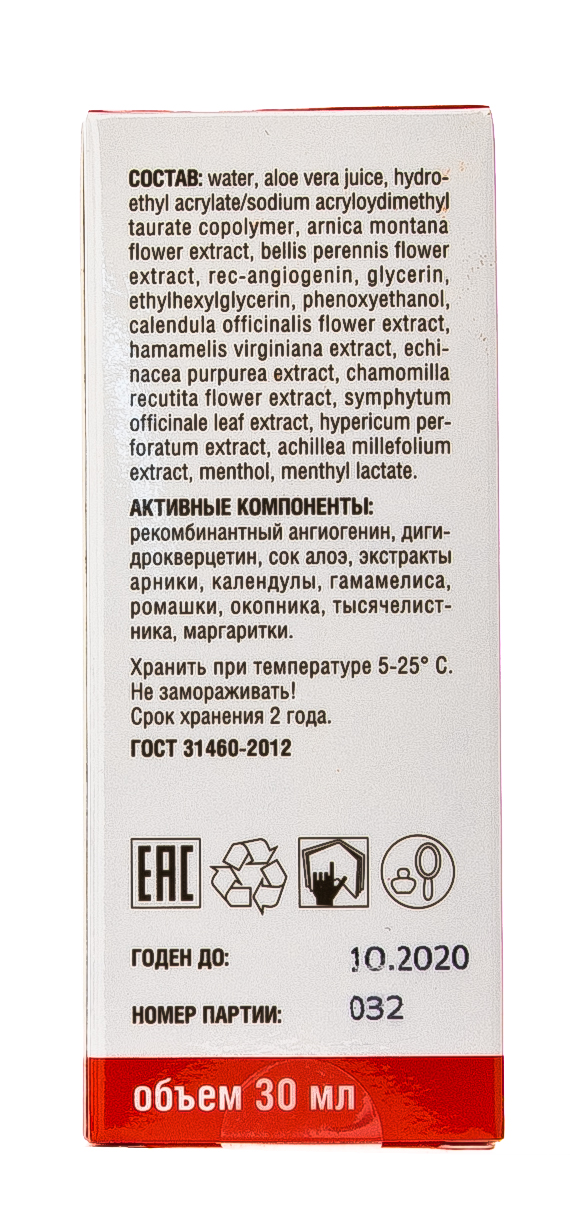 СОСТАВ: water, aloe vera juice, hydro-
ethyl acrylate/sodium acryloydimethyl
taurate copolymer, arnica montana
flower extract, bellis perennis flower
extract, rec-angiogenin, glycerin,
ethylhexylglycerin, phenoxyethanol,
calendula officinalis flower extract,
hamamelis virginiana extract, echi-
nacea purpurea extract, chamomilla
recutita flower extract, symphytum
officinale leaf extract, hypericum per-
foratum extract, achillea millefolium
extract, menthol, menthyl lactate.
АКТИВНЫЕ КОМПОНЕНТЫ:
рекомбинантный ангиогенин, диги-
дрокверцетин, сок алоэ, экстракты
арники, календулы, гамамелиса,
ромашки, окопника, тысячелист-
ника, маргаритки.
Хранить при температуре 5-25° С.
Не замораживать!
Срок хранения 2 года.
ГОСТ 31460-2012
ЕАС
ГОДЕН ДО: 10.2020
НОМЕР ПАРТИИ: 032
объем 30 мл